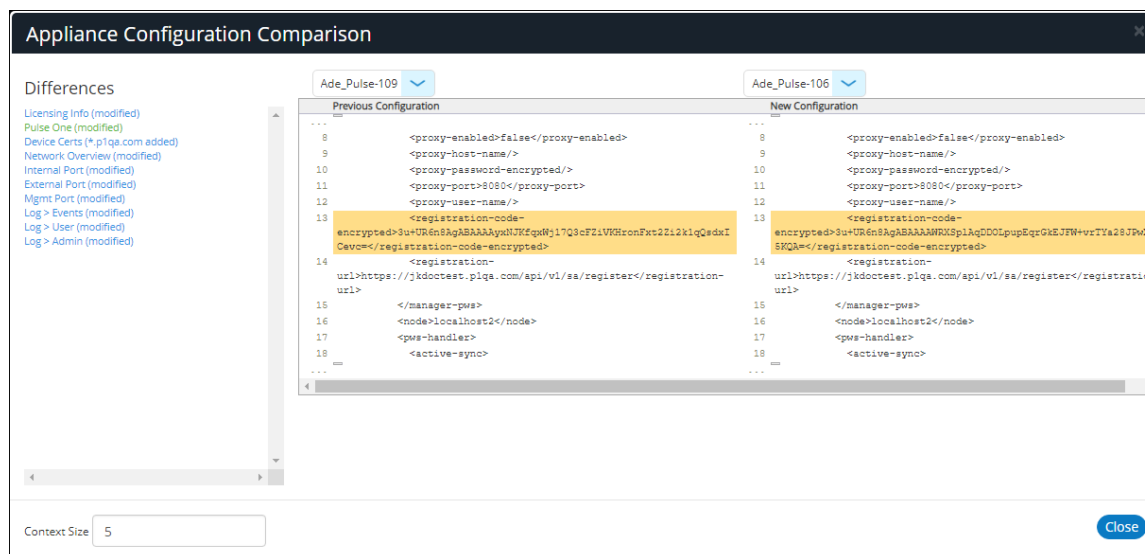 Appliance Configuration Comparison
Differences
Licensing Info (modified)
Pulse One (modified)
Device Certs (*.p1qa.com added)
Network Overview (modified)
Internal Port (modified)
External Port (modified)
Mgmt Port (modified)
Log > Events (modified)
Log > User (modified)
Log > Admin (modified)
Ade_Pulse-109
Previous Configuration
...
8 <proxy-enabled>false</proxy-enabled>
9 <proxy-host-name/>
10 <proxy-password-encrypted/>
11 <proxy-port>8080</proxy-port>
12 <proxy-user-name/>
13 <registration-code-
encrypted>3u+UR6n8AgABAAAAyxNJKfqxWjl7Q3cFZiVKHronFxt2Zi2klqQsdxI
Cevc=</registration-code-encrypted>
14 <registration-
url>https://jkdoctest.p1qa.com/api/v1/sa/register</registration-
url>
15 </manager-pws>
16 <node>localhost2</node>
17 <pws-handler>
18 <active-sync>
...
Ade_Pulse-106
New Configuration
...
8 <proxy-enabled>false</proxy-enabled>
9 <proxy-host-name/>
10 <proxy-password-encrypted/>
11 <proxy-port>8080</proxy-port>
12 <proxy-user-name/>
13 <registration-code-
encrypted>3u+UR6n8AgABAAAAWRXSplAqDDOLpupEqrGkEJFW+vrTYa28JPw
5KQA=</registration-code-encrypted>
14 <registration-
url>https://jkdoctest.p1qa.com/api/v1/sa/register</registratio
url>
15 </manager-pws>
16 <node>localhost2</node>
17 <pws-handler>
18 <active-sync>
...
Context Size 5
Close